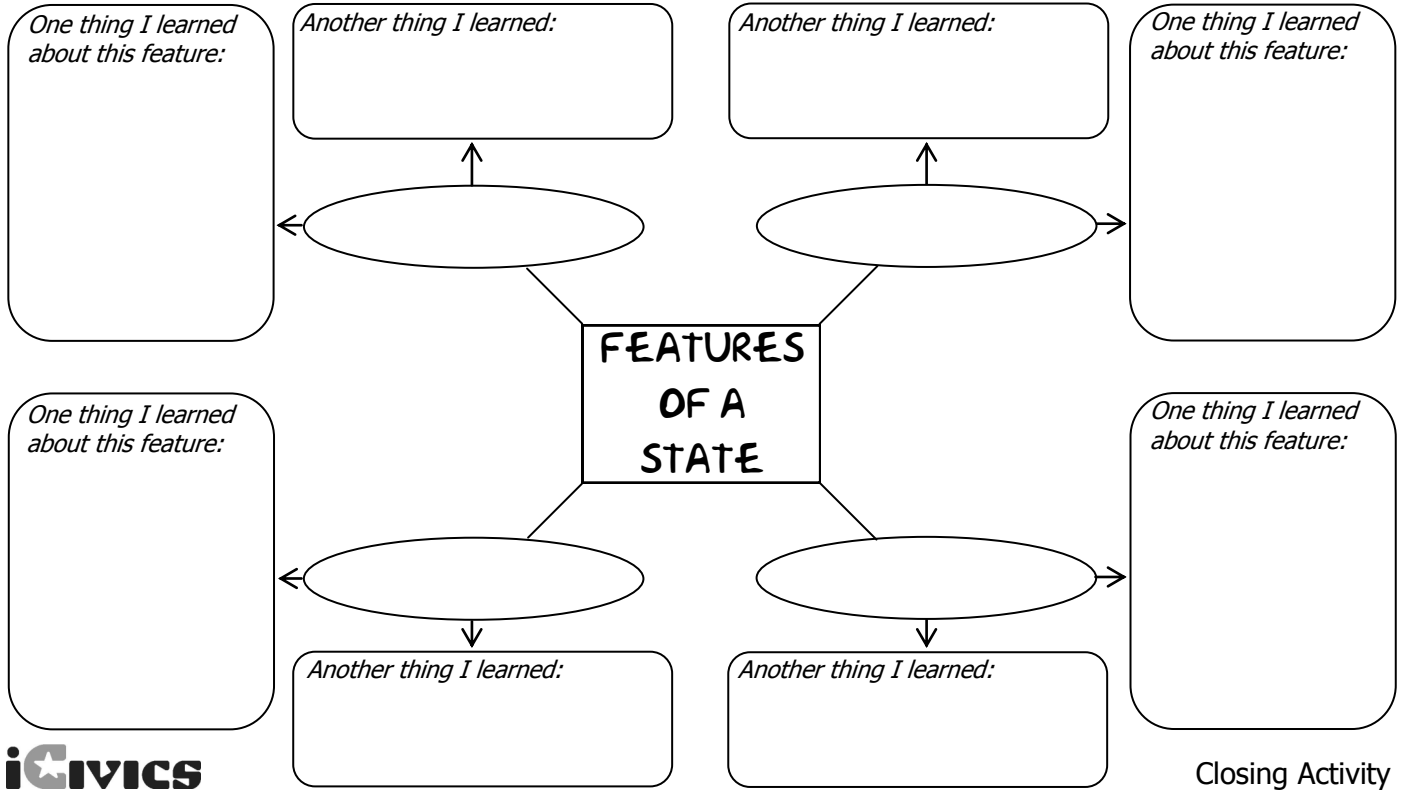 One thing I learned
about this feature:
Another thing I learned:
Another thing I learned:
One thing I learned
about this feature:
FEATURES
OF A
STATE
One thing I learned
about this feature:
One thing I learned
about this feature:
Another thing I learned:
Another thing I learned:
iCIVICS
Closing Activity